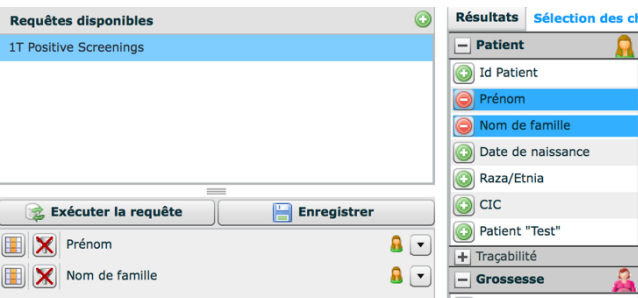 Requêtes disponibles
1T Positive Screenings
Exécuter la requête
Enregistrer
Prénom
Nom de famille
Résultats
Sélection des ch
Patient
Id Patient
Prénom
Nom de famille
Date de naissance
Raza/Etnia
CIC
Patient "Test"
Traçabilité
Grossesse